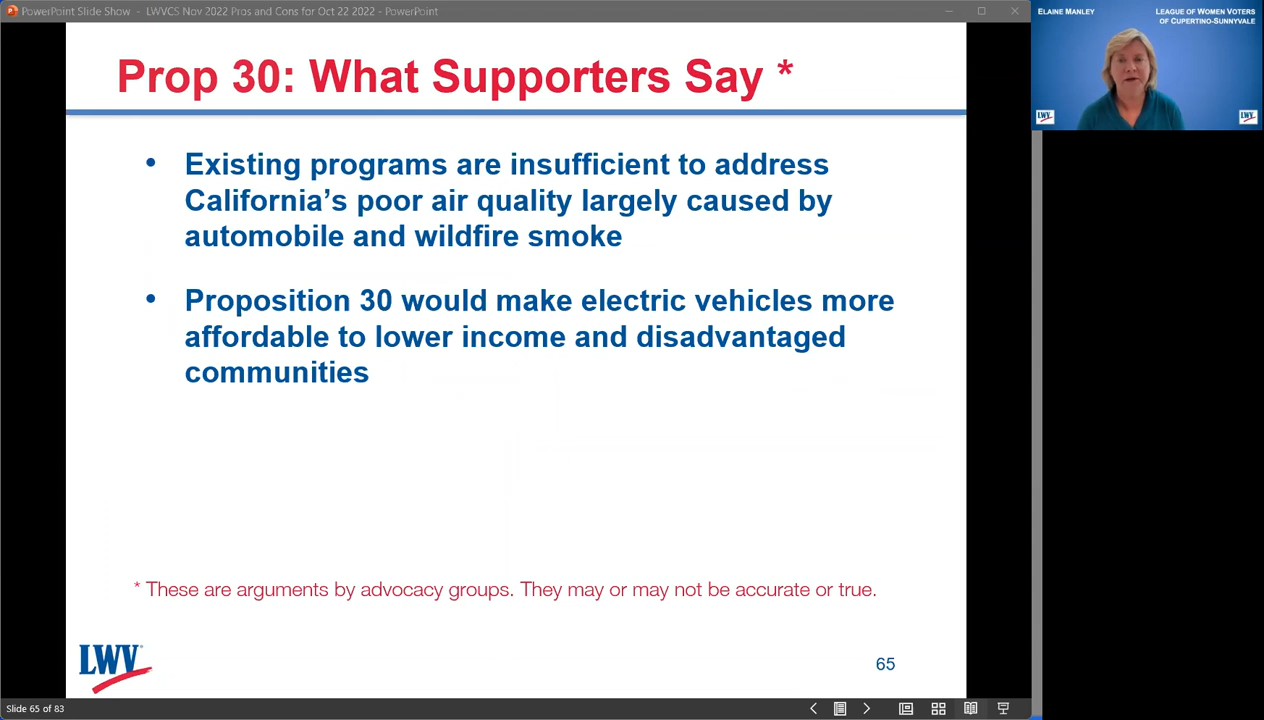 PowerPoint Slide Show - LWVCS Nov 2022 Pros and Cons for Oct 22 2022 - PowerPoint
ELAINE MANLEY
LEAGUE OF WOMEN VOTERS
OF CUPERTINO-SUNNYVALE
LWV
LWV
Prop 30: What Supporters Say *
• Existing programs are insufficient to address
California’s poor air quality largely caused by
automobile and wildfire smoke
• Proposition 30 would make electric vehicles more
affordable to lower income and disadvantaged
communities
* These are arguments by advocacy groups. They may or may not be accurate or true.
LWV
65
Slide 65 of 83